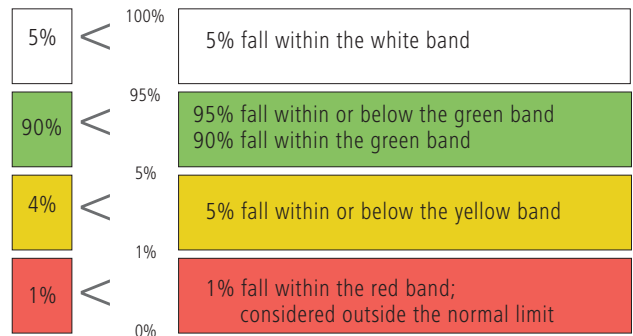 100%
5%
5% fall within the white band
95%
90%
95% fall within or below the green band
90% fall within the green band
5%
4%
5% fall within or below the yellow band
1%
1%
1% fall within the red band;
considered outside the normal limit
0%